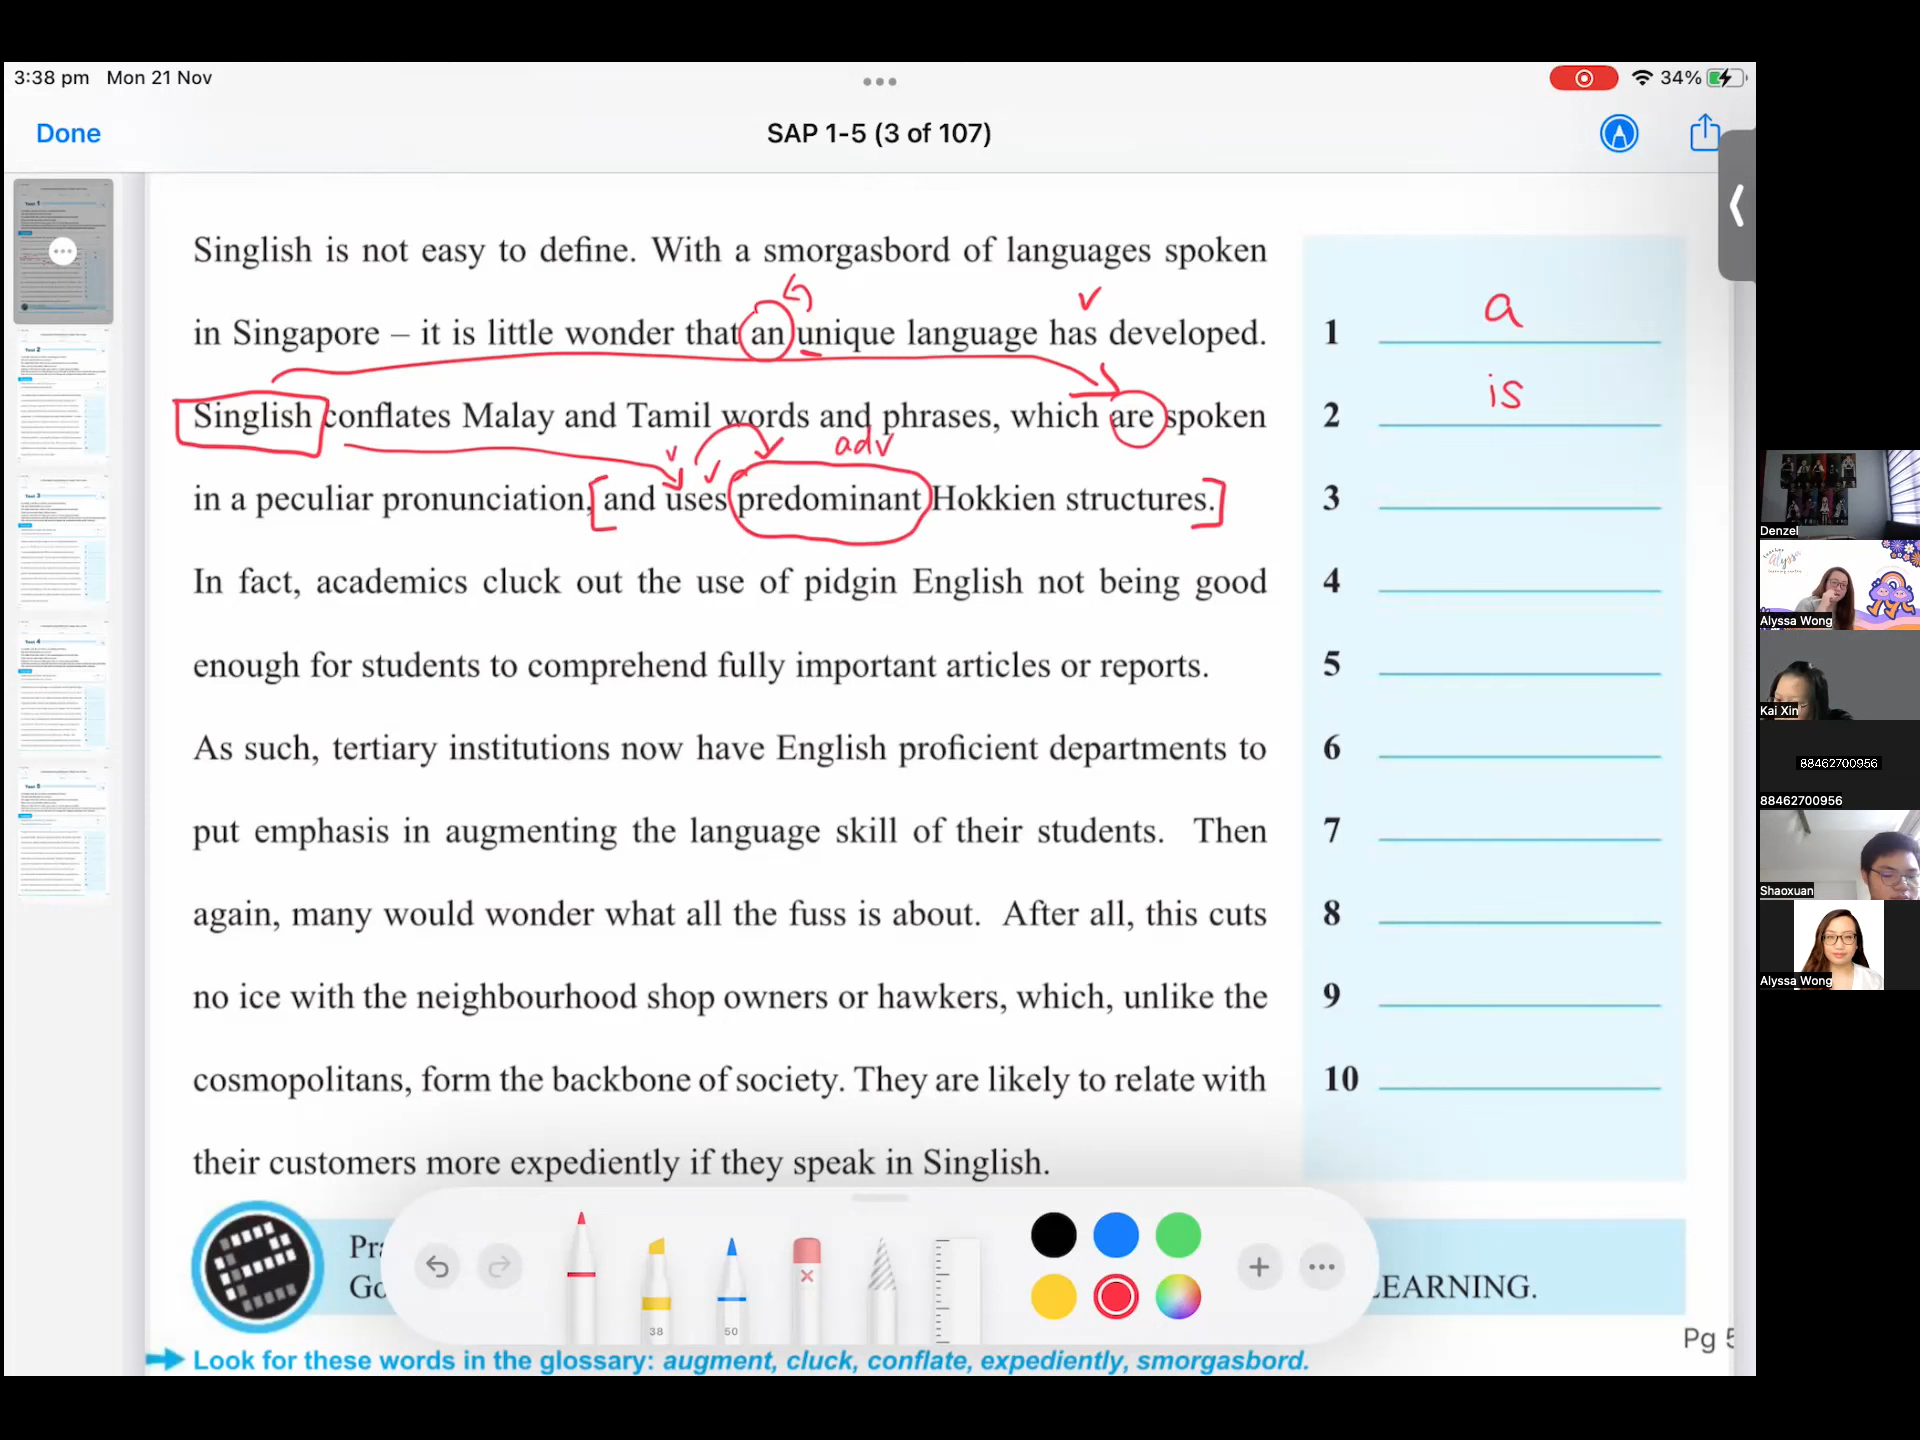 3:38 pm Mon 21 Nov
34%
Done
SAP 1-5 (3 of 107)
Singlish is not easy to define. With a smorgasbord of languages spoken
v
a
in Singapore – it is little wonder that an unique language has developed.
1
is
Singlish conflates Malay and Tamil words and phrases, which are spoken
2
v
adv
in a peculiar pronunciation, and uses predominant Hokkien structures.
3
In fact, academics cluck out the use of pidgin English not being good
4
enough for students to comprehend fully important articles or reports.
5
As such, tertiary institutions now have English proficient departments to
6
put emphasis in augmenting the language skill of their students. Then
7
again, many would wonder what all the fuss is about. After all, this cuts
8
no ice with the neighbourhood shop owners or hawkers, which, unlike the
9
cosmopolitans, form the backbone of society. They are likely to relate with
10
their customers more expediently if they speak in Singlish.
EARNING.
38
50
Pg 5
Look for these words in the glossary: augment, cluck, conflate, expediently, smorgasbord.
Denzel
Alyssa Wong
Kai Xin
88462700956
88462700956
Shaoxuan
Alyssa Wong